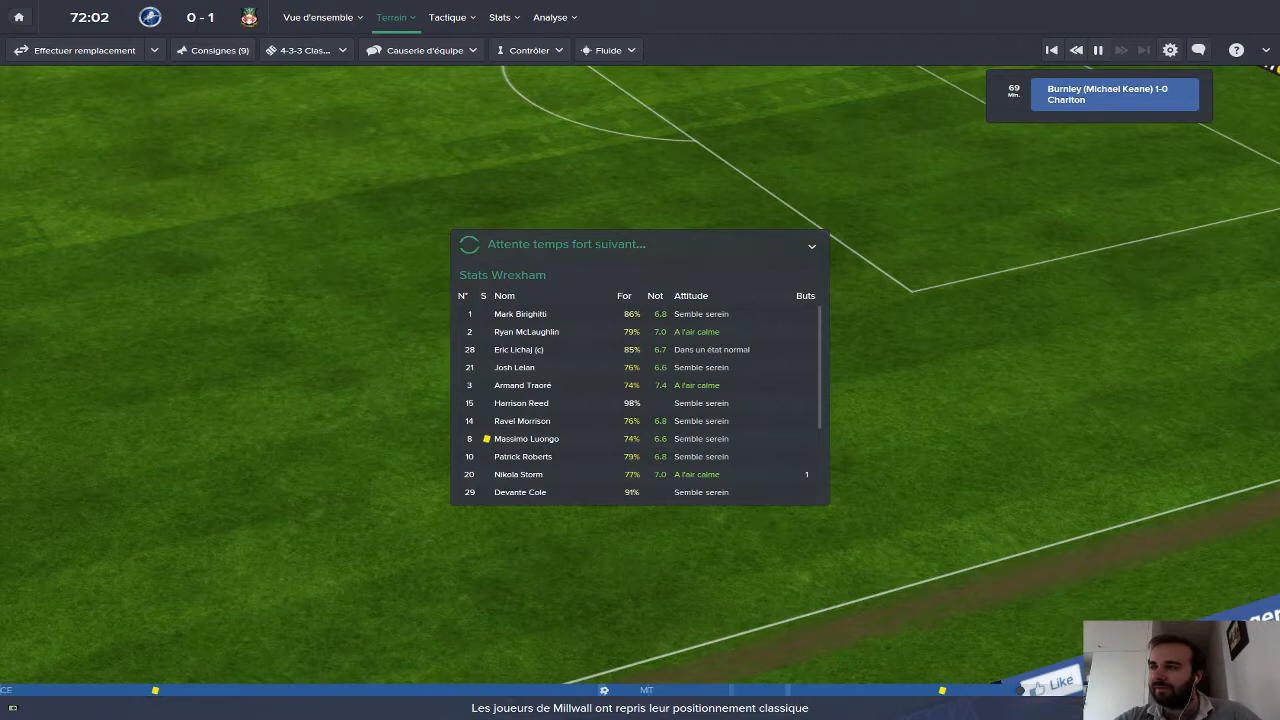 72:02 0 - 1 Vue d'ensemble Terrain Tactique Stats Analyse
Effectuer remplacement Consignes (9) 4-3-3 Clas... Causerie d'équipe Contrôler Fluide
69 Min. Burnley (Michael Keane) 1-0 Charlton
Attente temps fort suivant...
Stats Wrexham
N° S Nom For Not Attitude Buts
1 Mark Birighitti 86% 6.8 Semble serein
2 Ryan McLaughlin 79% 7.0 A l'air calme
28 Eric Lichaj (c) 85% 6.7 Dans un état normal
21 Josh Lelan 76% 6.6 Semble serein
3 Armand Traoré 74% 7.4 A l'air calme
15 Harrison Reed 98% Semble serein
14 Ravel Morrison 76% 6.8 Semble serein
8 Massimo Luongo 74% 6.6 Semble serein
10 Patrick Roberts 79% 6.8 Semble serein
20 Nikola Storm 77% 7.0 A l'air calme 1
29 Devante Cole 91% Semble serein
Like
CE MIT
Les joueurs de Millwall ont repris leur positionnement classique